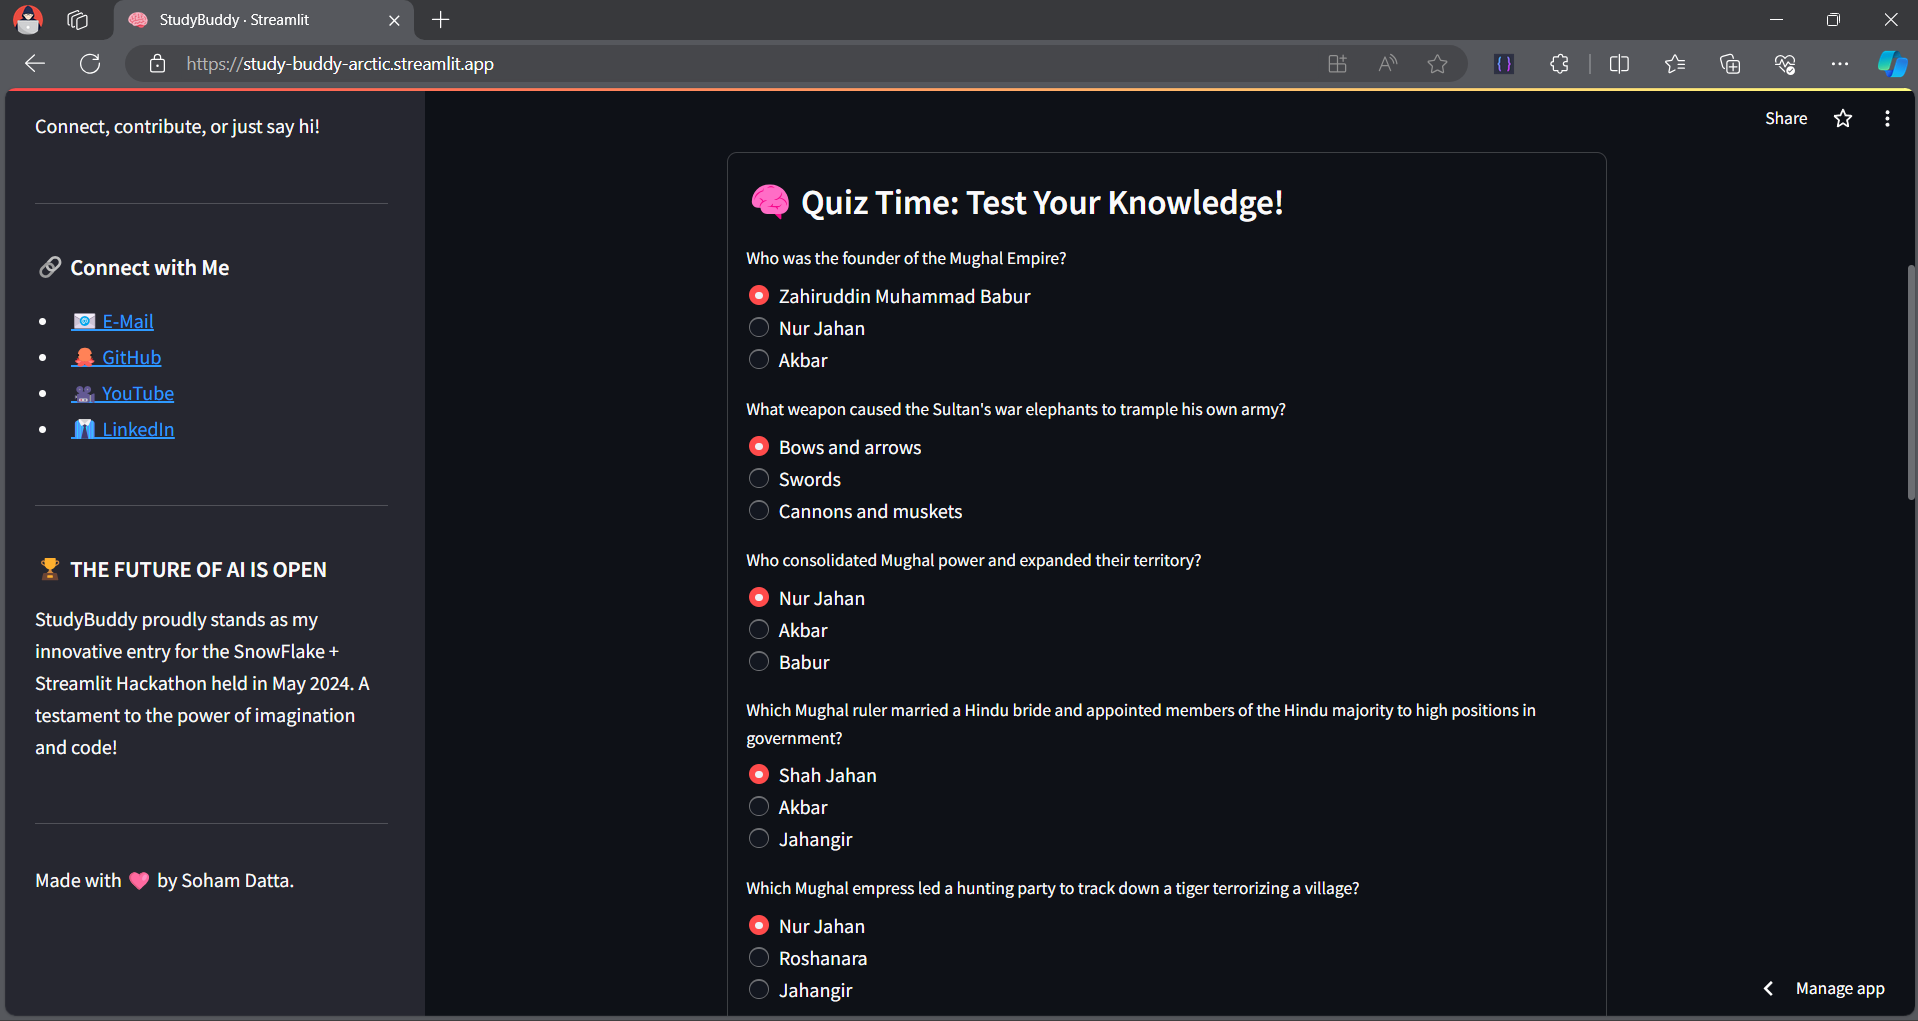 StudyBuddy · Streamlit
https://study-buddy-arctic.streamlit.app
Connect, contribute, or just say hi!
🔗 Connect with Me
• 📧 E-Mail
• 🐙 GitHub
• 🎥 YouTube
• 👔 LinkedIn
🏆 THE FUTURE OF AI IS OPEN
StudyBuddy proudly stands as my
innovative entry for the SnowFlake +
Streamlit Hackathon held in May 2024. A
testament to the power of imagination
and code!
Made with 🩷 by Soham Datta.
Share
🧠 Quiz Time: Test Your Knowledge!
Who was the founder of the Mughal Empire?
Zahiruddin Muhammad Babur
Nur Jahan
Akbar
What weapon caused the Sultan's war elephants to trample his own army?
Bows and arrows
Swords
Cannons and muskets
Who consolidated Mughal power and expanded their territory?
Nur Jahan
Akbar
Babur
Which Mughal ruler married a Hindu bride and appointed members of the Hindu majority to high positions in
government?
Shah Jahan
Akbar
Jahangir
Which Mughal empress led a hunting party to track down a tiger terrorizing a village?
Nur Jahan
Roshanara
Jahangir
Manage app